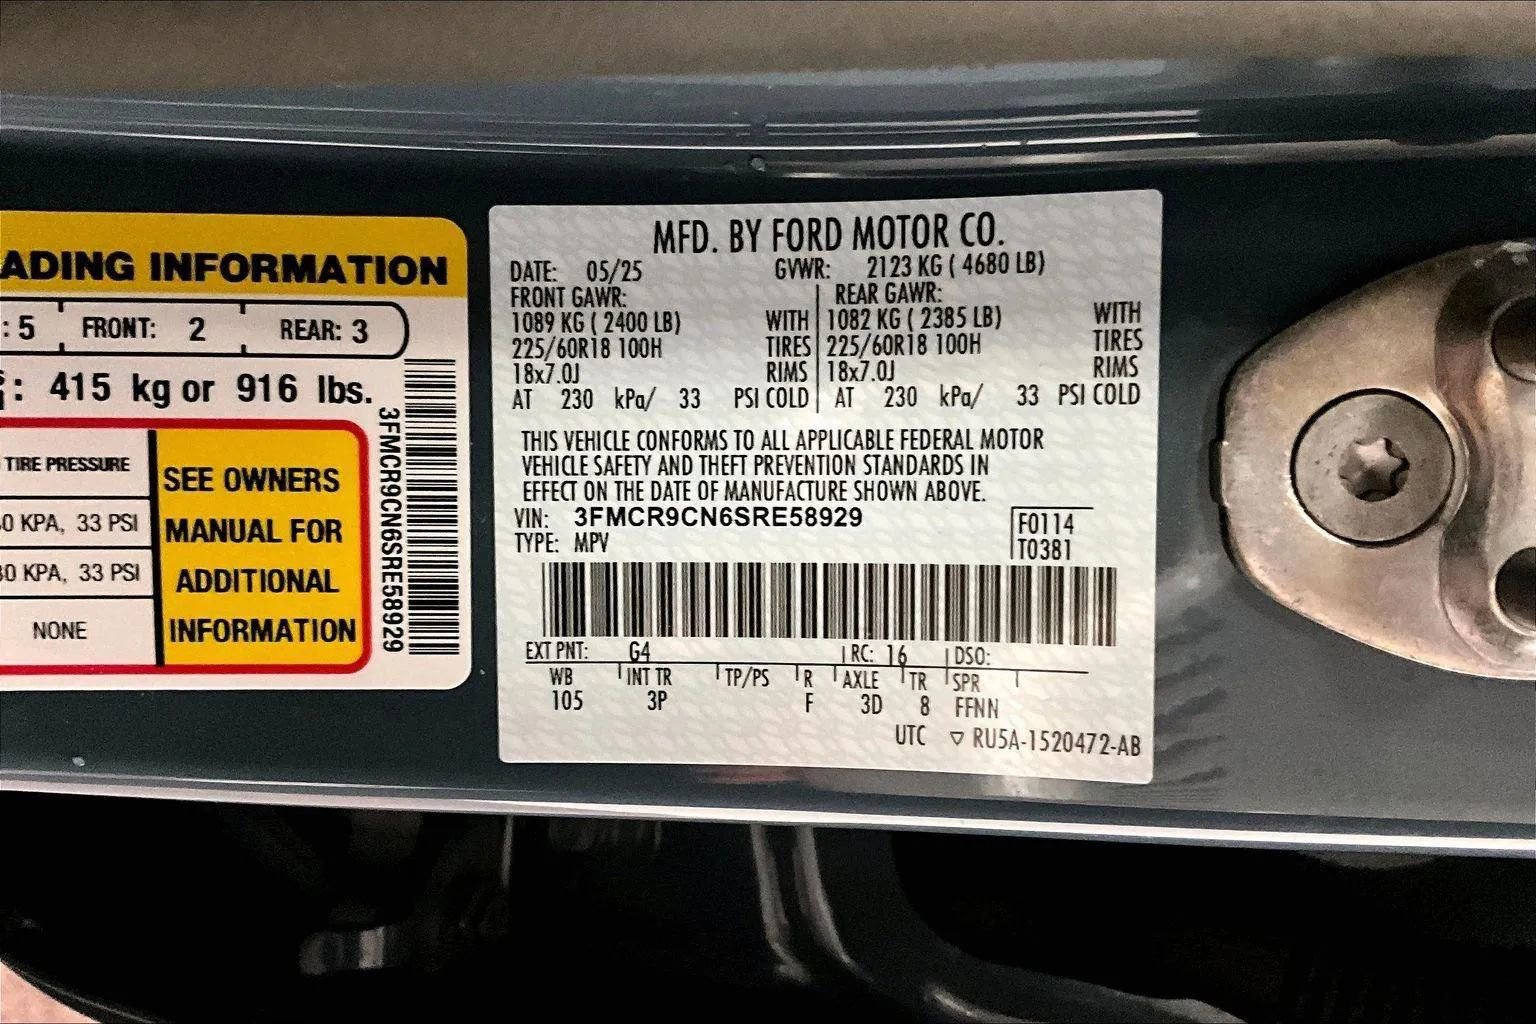 ADING INFORMATION
: 5 FRONT: 2 REAR: 3
: 415 kg or 916 lbs.
3FMCR9CN6SRE58929
TIRE PRESSURE
0 KPA, 33 PSI
30 KPA, 33 PSI
NONE
SEE OWNERS
MANUAL FOR
ADDITIONAL
INFORMATION
MFD. BY FORD MOTOR CO.
DATE: 05/25 GVWR: 2123 KG ( 4680 LB)
FRONT GAWR: REAR GAWR:
1089 KG ( 2400 LB) WITH 1082 KG ( 2385 LB) WITH
225/60R18 100H TIRES 225/60R18 100H TIRES
18x7.0J RIMS 18x7.0J RIMS
AT 230 kPa/ 33 PSI COLD AT 230 kPa/ 33 PSI COLD
THIS VEHICLE CONFORMS TO ALL APPLICABLE FEDERAL MOTOR
VEHICLE SAFETY AND THEFT PREVENTION STANDARDS IN
EFFECT ON THE DATE OF MANUFACTURE SHOWN ABOVE.
VIN: 3FMCR9CN6SRE58929 F0114
TYPE: MPV T0381
EXT PNT: G4 RC: 16 DSO:
WB INT TR TP/PS R AXLE TR SPR
105 3P F 3D 8 FFNN
UTC ▽ RU5A-1520472-AB